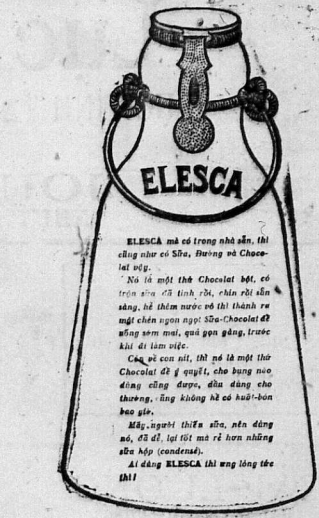 ELESCA
ELESCA mà có trong nhà sẵn, thì
cũng như có Sữa, Đường và Choco-
lat vậy.
Nó là một thứ Chocolat bột, có
trộn sữa đã tinh rồi, chín rồi sẵn
sàng, hể thêm nước vô thì thành ra
một chén ngon ngọt Sữa-Chocolat để
uống sớm mai, quá gọn gàng, trước
khi đi làm việc.
Còn về con nít, thì nó là một thứ
Chocolat để ý quyết, cho bụng nào
dùng cũng được, dầu dùng cho
thường, cũng không hề có
bao giờ.
Mấy người thiếu sữa, nên dùng
nó, đã dể, lại tốt mà rẻ hơn những
sữa hộp (condensé).
Ai dùng ELESCA thì ưng lòng tức
thì!